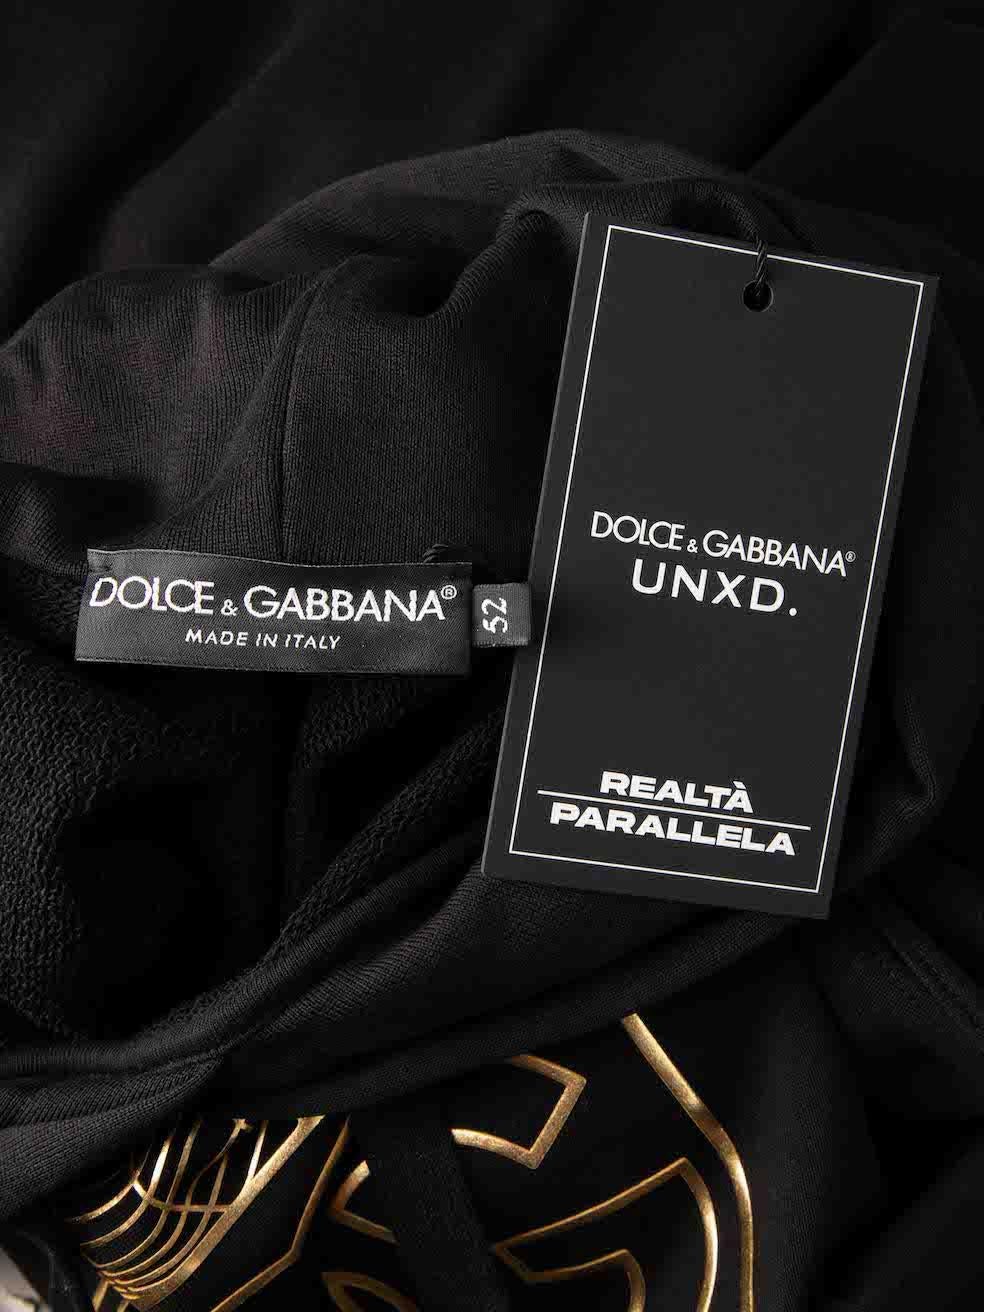 DOLCE & GABBANA®
MADE IN ITALY
52
DOLCE & GABBANA®
UNXD.
REALTÀ
PARALLELA